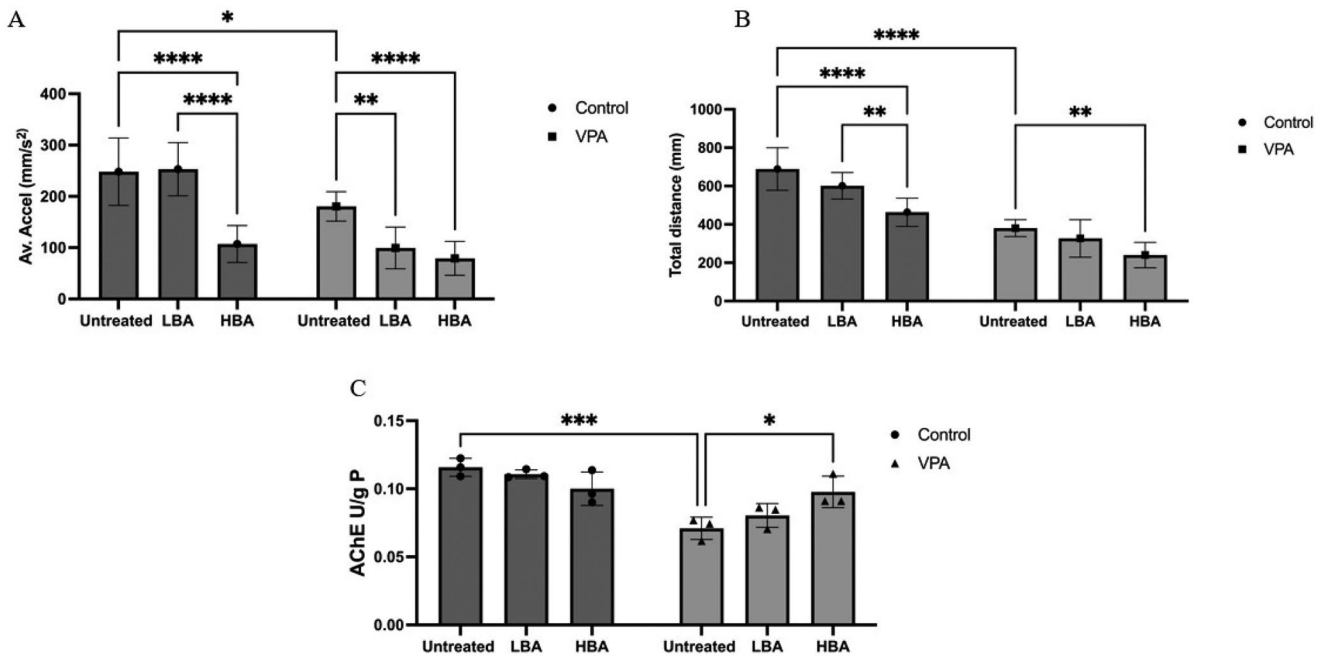 A
*
****
****
****
**
400
300
200
100
0
Av. Accel (mm/s²)
Untreated LBA HBA Untreated LBA HBA
Control
VPA
B
****
****
**
**
1000
800
600
400
200
0
Total distance (mm)
Untreated LBA HBA Untreated LBA HBA
Control
VPA
C
***
*
0.15
0.10
0.05
0.00
AChE U/g P
Untreated LBA HBA Untreated LBA HBA
Control
VPA